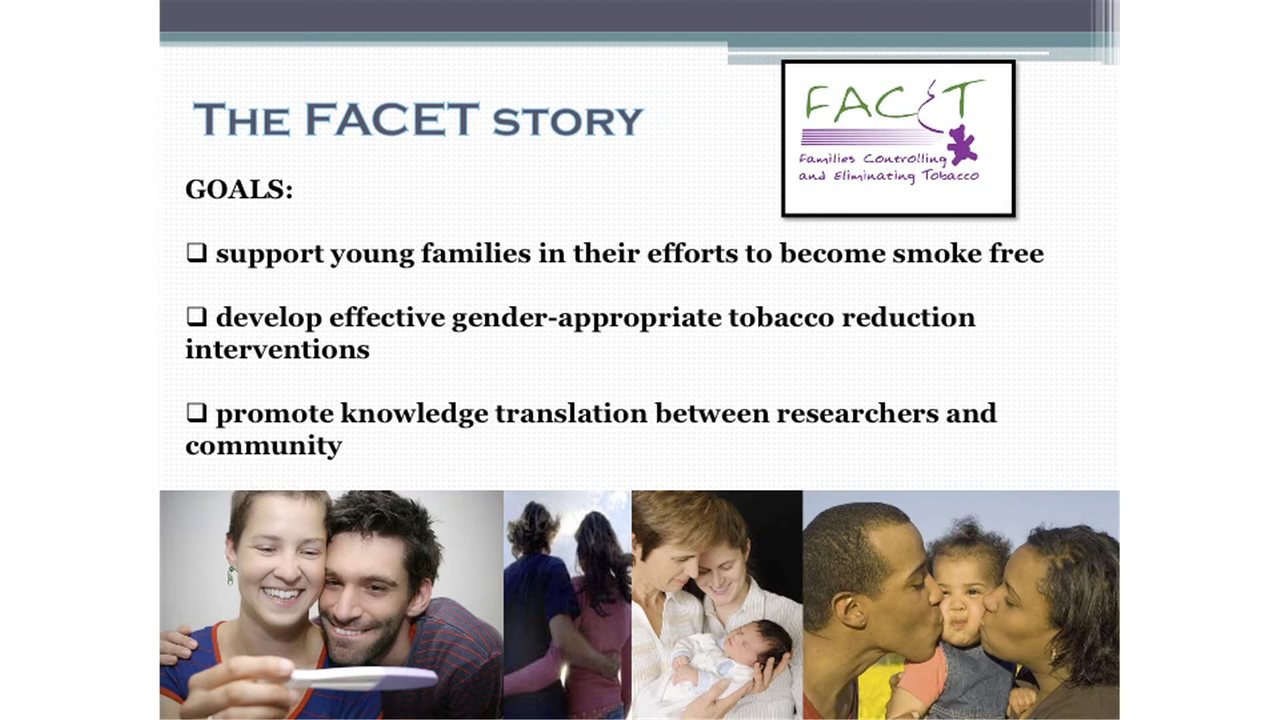 THE FACET STORY
FACET
Families Controlling
and Eliminating Tobacco
GOALS:
❑ support young families in their efforts to become smoke free
❑ develop effective gender-appropriate tobacco reduction
interventions
❑ promote knowledge translation between researchers and
community